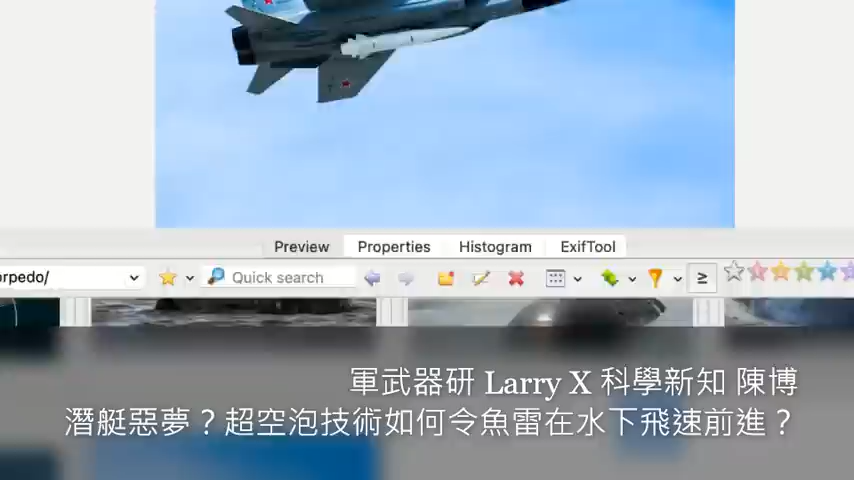 Preview Properties Histogram ExifTool
orpedo/ Quick search ≥
軍武器研 Larry X 科學新知 陳博
潛艇惡夢？超空泡技術如何令魚雷在水下飛速前進？